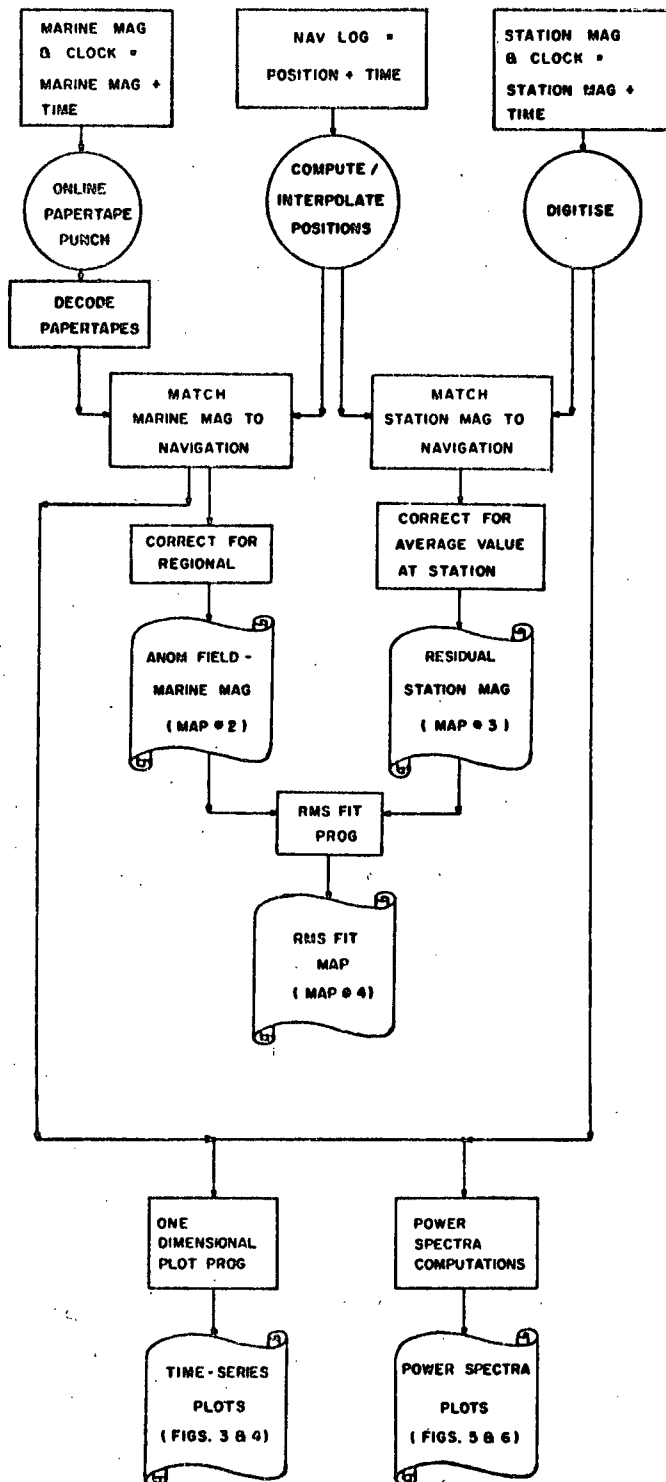 MARINE MAG
& CLOCK =
MARINE MAG +
TIME
NAV LOG =
POSITION + TIME
STATION MAG
& CLOCK =
STATION MAG +
TIME
ONLINE
PAPERTAPE
PUNCH
COMPUTE /
INTERPOLATE
POSITIONS
DIGITISE
DECODE
PAPERTAPES
MATCH
MARINE MAG TO
NAVIGATION
MATCH
STATION MAG TO
NAVIGATION
CORRECT FOR
REGIONAL
CORRECT FOR
AVERAGE VALUE
AT STATION
ANOM FIELD -
MARINE MAG
( MAP # 2 )
RESIDUAL
STATION MAG
( MAP # 3 )
RMS FIT
PROG
RMS FIT
MAP
( MAP # 4 )
ONE
DIMENSIONAL
PLOT PROG
POWER
SPECTRA
COMPUTATIONS
TIME - SERIES
PLOTS
( FIGS. 3 & 4 )
POWER SPECTRA
PLOTS
( FIGS. 5 & 6 )